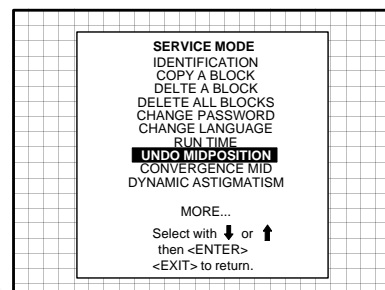 SERVICE MODE
IDENTIFICATION
COPY A BLOCK
DELTE A BLOCK
DELETE ALL BLOCKS
CHANGE PASSWORD
CHANGE LANGUAGE
RUN TIME
UNDO MIDPOSITION
CONVERGENCE MID
DYNAMIC ASTIGMATISM
MORE...
Select with ⬇ or ⬆
then <ENTER>
<EXIT> to return.